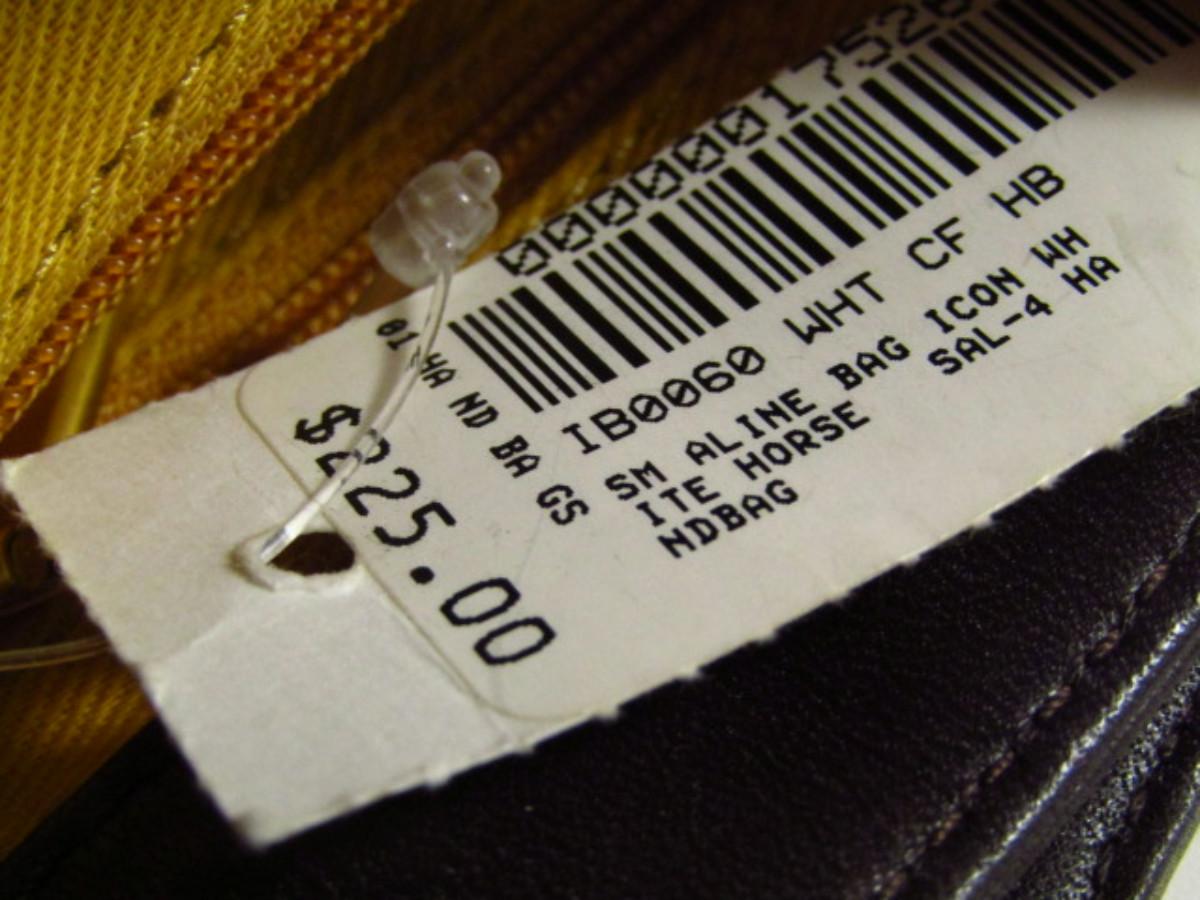 0000001752
IB0060 WHT CF HB
SM ALINE BAG ICON WH
ITE HORSE SAL-4 HA
NDBAG
01 HA ND BA GS
$225.00